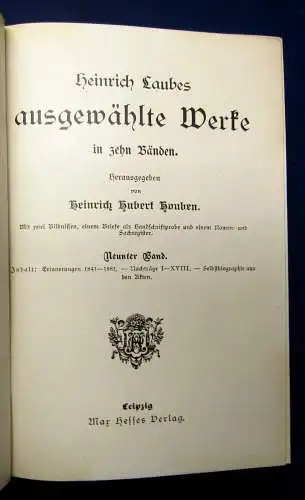 Heinrich Laubes
ausgewählte Werke
in zehn Bänden.
Herausgegeben
von
Heinrich Hubert Houben.
Mit zwei Bildnissen, einem Briefe als Handschriftprobe und einem Namen- und
Sachregister.
Neunter Band.
Inhalt: Erinnerungen 1841–1881. — Nachträge I–XVIII. — Selbstbiographie aus
den Akten.
Leipzig
Max Hesses Verlag.